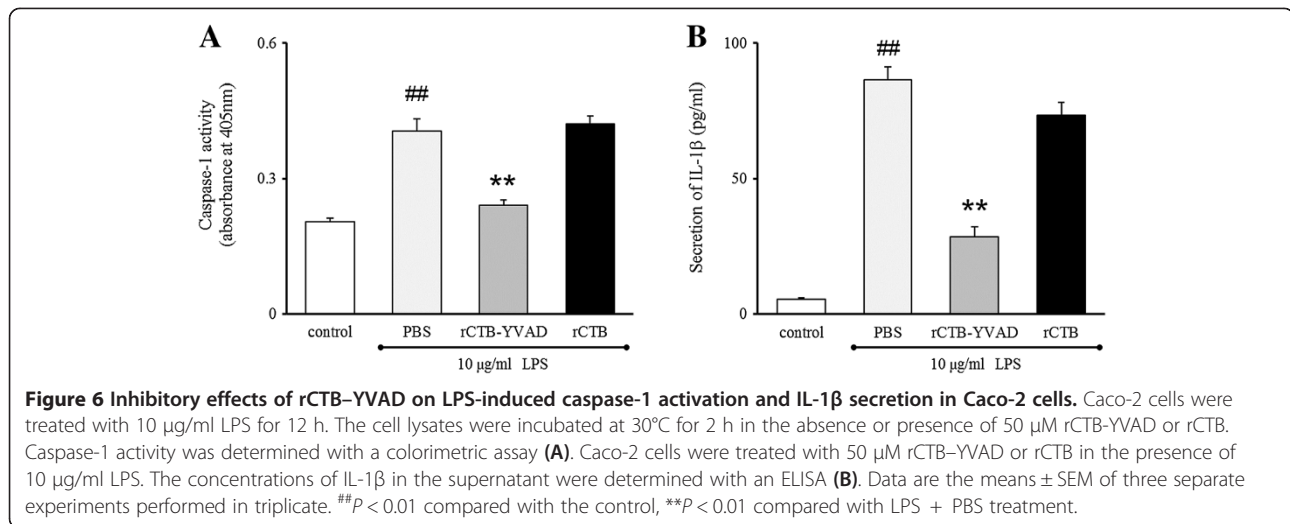 A
B
0.6
0.3
0
Caspase-1 activity
(absorbance at 405nm)
##
**
control
PBS
rCTB-YVAD
rCTB
10 μg/ml LPS
100
50
0
Secretion of IL-1β (pg/ml)
##
**
control
PBS
rCTB-YVAD
rCTB
10 μg/ml LPS
Figure 6 Inhibitory effects of rCTB–YVAD on LPS-induced caspase-1 activation and IL-1β secretion in Caco-2 cells. Caco-2 cells were
treated with 10 μg/ml LPS for 12 h. The cell lysates were incubated at 30°C for 2 h in the absence or presence of 50 μM rCTB-YVAD or rCTB.
Caspase-1 activity was determined with a colorimetric assay (A). Caco-2 cells were treated with 50 μM rCTB–YVAD or rCTB in the presence of
10 μg/ml LPS. The concentrations of IL-1β in the supernatant were determined with an ELISA (B). Data are the means ± SEM of three separate
experiments performed in triplicate. ##P < 0.01 compared with the control, **P < 0.01 compared with LPS + PBS treatment.